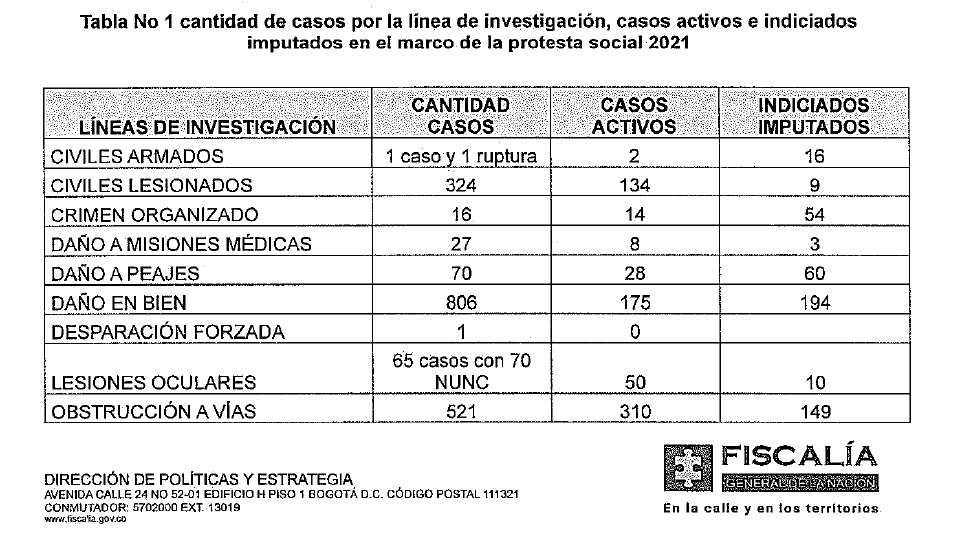 Tabla No 1 cantidad de casos por la línea de investigación, casos activos e indiciados
imputados en el marco de la protesta social 2021
LÍNEAS DE INVESTIGACIÓN CANTIDAD CASOS CASOS ACTIVOS INDICIADOS IMPUTADOS
CIVILES ARMADOS 1 caso y 1 ruptura 2 16
CIVILES LESIONADOS 324 134 9
CRIMEN ORGANIZADO 16 14 54
DAÑO A MISIONES MÉDICAS 27 8 3
DAÑO A PEAJES 70 28 60
DAÑO EN BIEN 806 175 194
DESPARACIÓN FORZADA 1 0
LESIONES OCULARES 65 casos con 70 NUNC 50 10
OBSTRUCCIÓN A VÍAS 521 310 149
FISCALÍA
GENERAL DE LA NACIÓN
En la calle y en los territorios
DIRECCIÓN DE POLÍTICAS Y ESTRATEGIA
AVENIDA CALLE 24 NO 52-01 EDIFICIO H PISO 1 BOGOTÁ D.C. CÓDIGO POSTAL 111321
CONMUTADOR: 5702000 EXT. 13019
www.fiscalia.gov.co